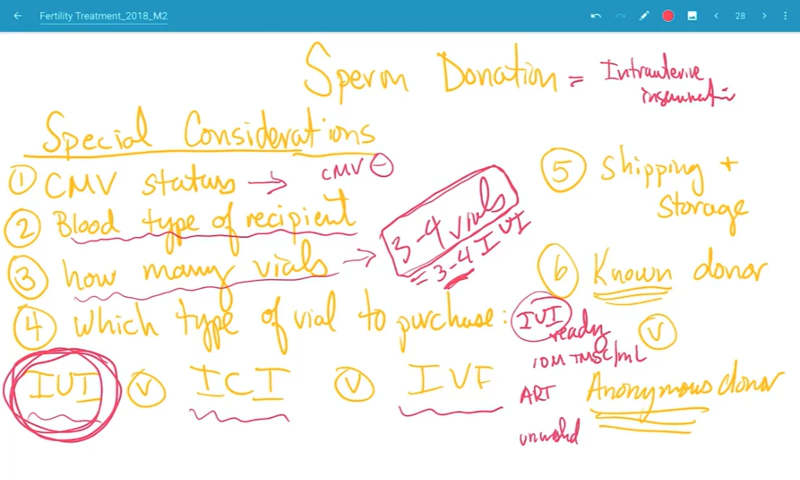 Fertility Treatment_2018_M2
28
Sperm Donation = Intrauterine
insemination
Special Considerations
① CMV status → CMV ⊖
② Blood type of recipient
③ how many vials → 3-4 vials
= 3-4 IUI
④ Which type of vial to purchase:
IUI ready
10M TMSC/mL
ART
IUI Ⓥ ICI Ⓥ IVF
⑤ Shipping +
Storage
⑥ Known donor
Ⓥ
Anonymous donor